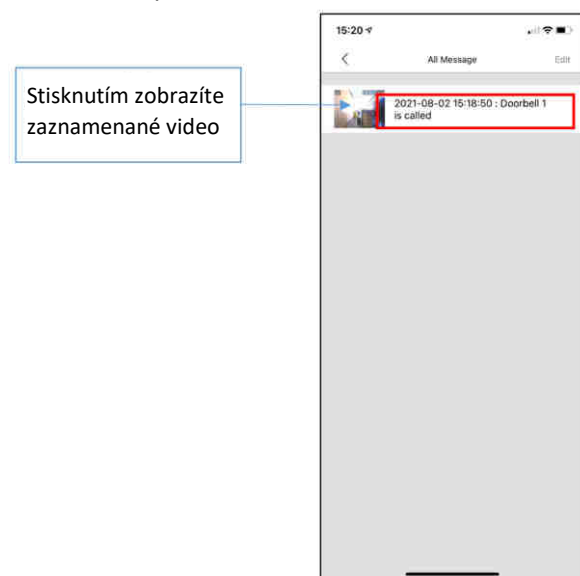 15:20
All Message
Edit
Stisknutím zobrazíte
zaznamenané video
2021-08-02 15:18:50 : Doorbell 1
is called